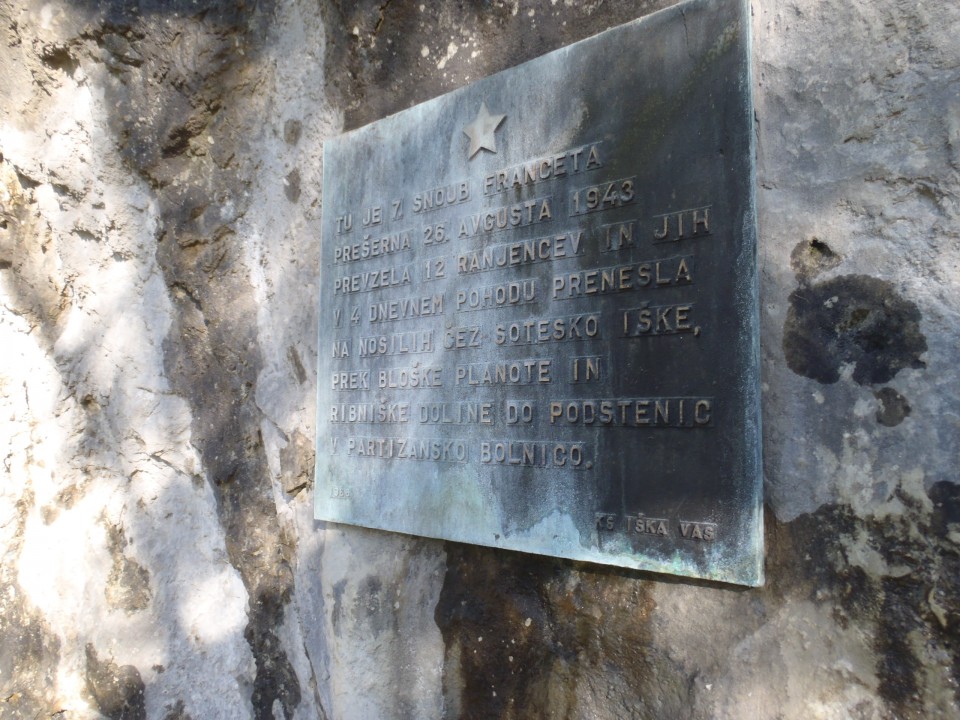 TU JE 7. SNOUB FRANCETA
PREŠERNA 26. AVGUSTA 1943
PREVZELA 12 RANJENCEV IN JIH
V 4 DNEVNEM POHODU PRENESLA
NA NOSILIH ČEZ SOTESKO IŠKE,
PREK BLOŠKE PLANOTE IN
RIBNIŠKE DOLINE DO PODSTENIC
V PARTIZANSKO BOLNICO.
KS IŠKA VAS